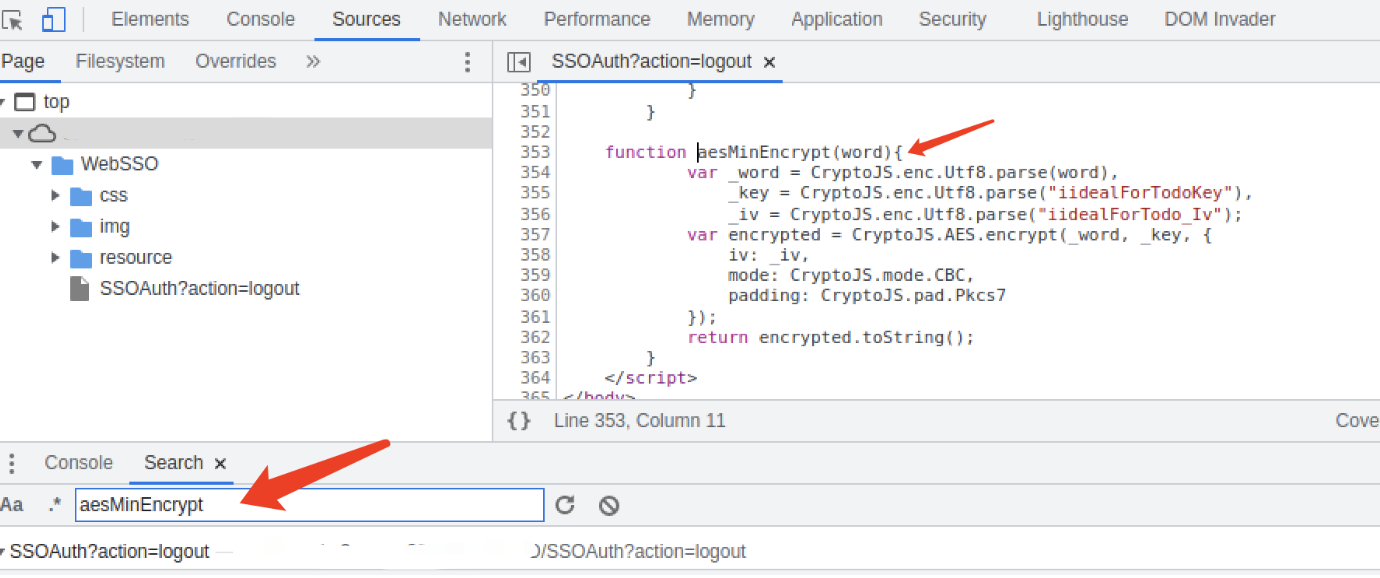 Elements Console Sources Network Performance Memory Application Security Lighthouse DOM Invader
Page Filesystem Overrides »
SSOAuth?action=logout ×
top
WebSSO
css
img
resource
SSOAuth?action=logout
350 }
351 }
352
353 function aesMinEncrypt(word){
354 var _word = CryptoJS.enc.Utf8.parse(word),
355 _key = CryptoJS.enc.Utf8.parse("iidealForTodoKey"),
356 _iv = CryptoJS.enc.Utf8.parse("iidealForTodo_Iv");
357 var encrypted = CryptoJS.AES.encrypt(_word, _key, {
358 iv: _iv,
359 mode: CryptoJS.mode.CBC,
360 padding: CryptoJS.pad.Pkcs7
361 });
362 return encrypted.toString();
363 }
364 </script>
365 </body>
{} Line 353, Column 11 Cove
Console Search ×
Aa .* aesMinEncrypt
SSOAuth?action=logout — /SSOAuth?action=logout